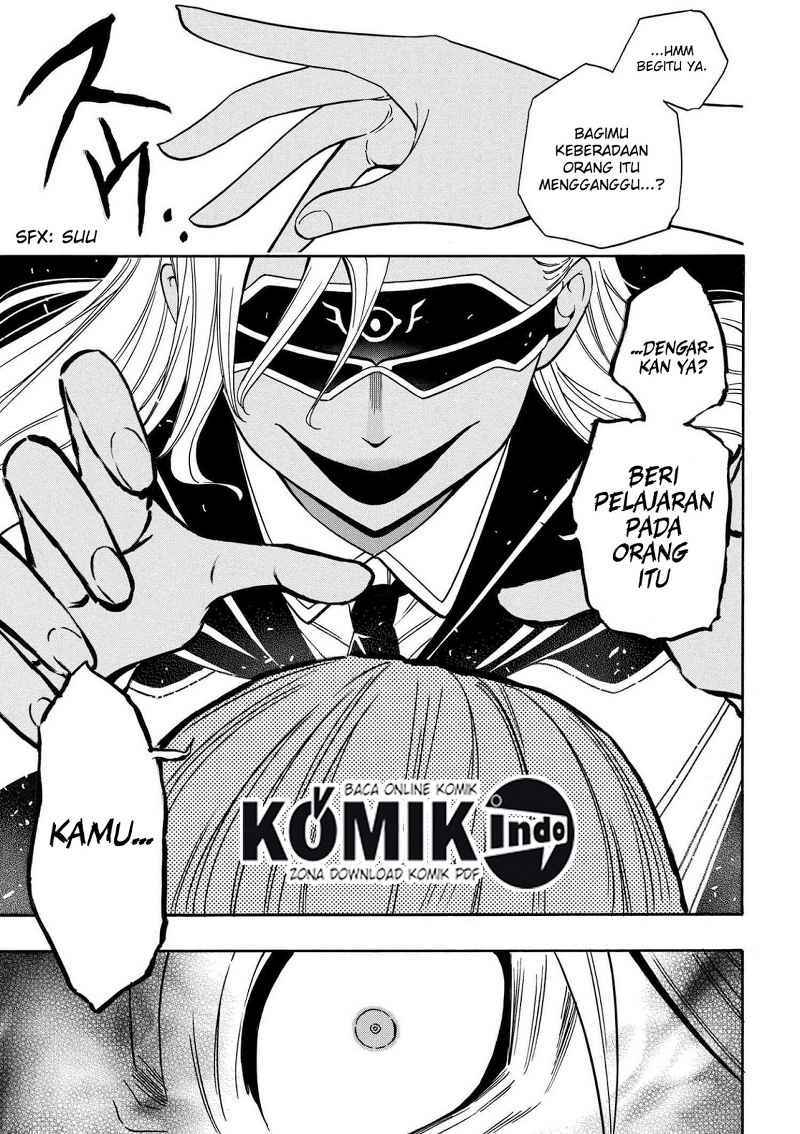 ...HMM
BEGITU YA.
BAGIMU
KEBERADAAN
ORANG ITU
MENGGANGGU...?
スッ...
SFX: SUU
...DENGAR-
KAN YA?
BERI
PELAJARAN
PADA
ORANG
ITU
KAMU...
BACA ONLINE KOMIK
KOMIK indo
ZONA DOWNLOAD KOMIK PDF